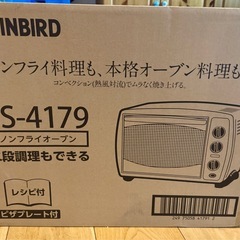 INBIRD
ンフライ料理も、本格オーブン料理も
コンベクション(熱風対流)でムラなく焼き上げる。
S-4179
ノンフライオーブン
段調理もできる
レシピ付
ピザプレート付